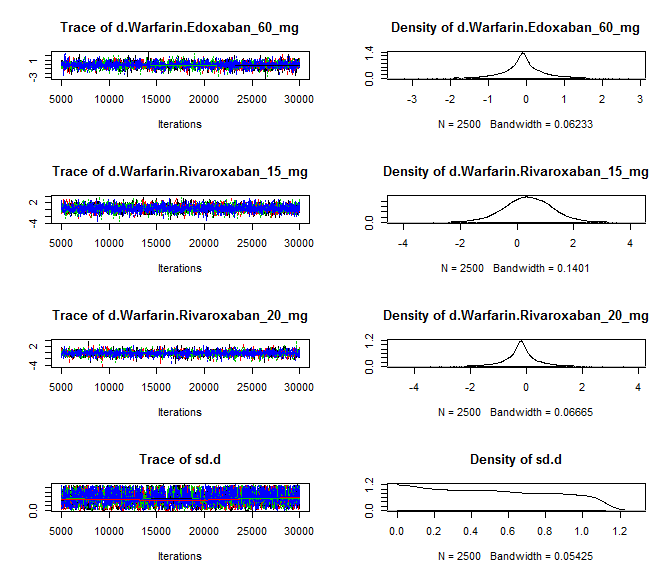 Trace of d.Warfarin.Edoxaban_60_mg
Density of d.Warfarin.Edoxaban_60_mg
-3 1
5000 10000 15000 20000 25000 30000
Iterations
0.0 1.4
-3 -2 -1 0 1 2 3
N = 2500 Bandwidth = 0.06233
Trace of d.Warfarin.Rivaroxaban_15_mg
Density of d.Warfarin.Rivaroxaban_15_mg
-4 2
5000 10000 15000 20000 25000 30000
Iterations
0.0
-4 -2 0 2 4
N = 2500 Bandwidth = 0.1401
Trace of d.Warfarin.Rivaroxaban_20_mg
Density of d.Warfarin.Rivaroxaban_20_mg
-4 2
5000 10000 15000 20000 25000 30000
Iterations
0.0 1.2
-4 -2 0 2 4
N = 2500 Bandwidth = 0.06665
Trace of sd.d
Density of sd.d
0.0
5000 10000 15000 20000 25000 30000
Iterations
0.0 1.2
0.0 0.2 0.4 0.6 0.8 1.0 1.2
N = 2500 Bandwidth = 0.05425